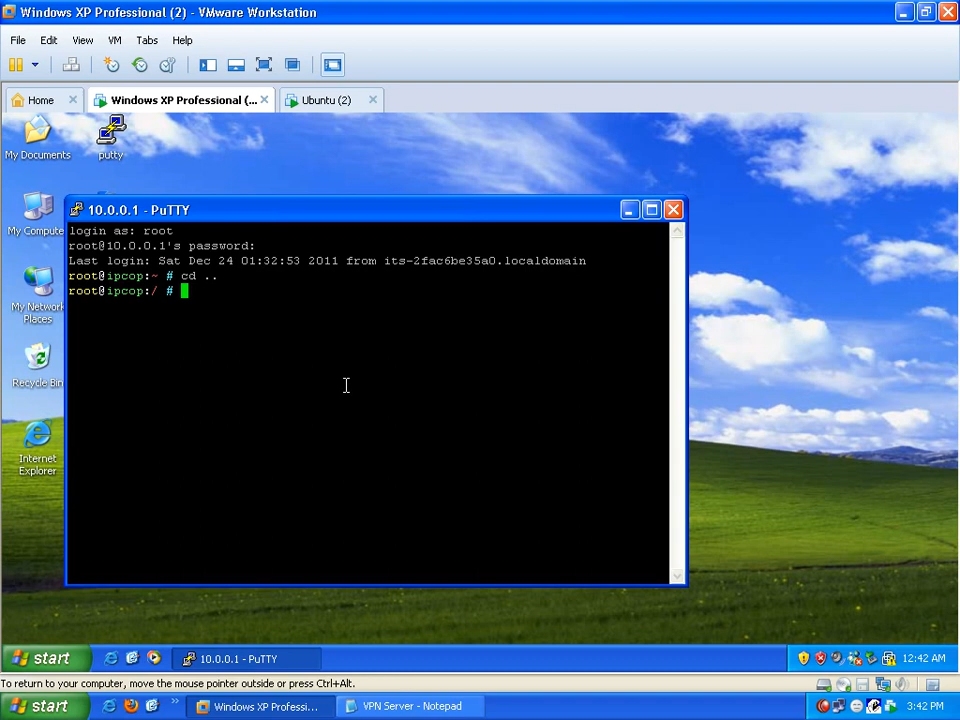 Windows XP Professional (2) - VMware Workstation
File Edit View VM Tabs Help
Home Windows XP Professional (... Ubuntu (2)
My Documents putty
My Compute
My Network Places
Recycle Bin
Internet Explorer
10.0.0.1 - PuTTY
login as: root
root@10.0.0.1's password:
Last login: Sat Dec 24 01:32:53 2011 from its-2fac6be35a0.localdomain
root@ipcop:~ # cd ..
root@ipcop:/ #
start 10.0.0.1 - PuTTY 12:42 AM
To return to your computer, move the mouse pointer outside or press Ctrl+Alt.
start Windows XP Professi... VPN Server - Notepad 3:42 PM